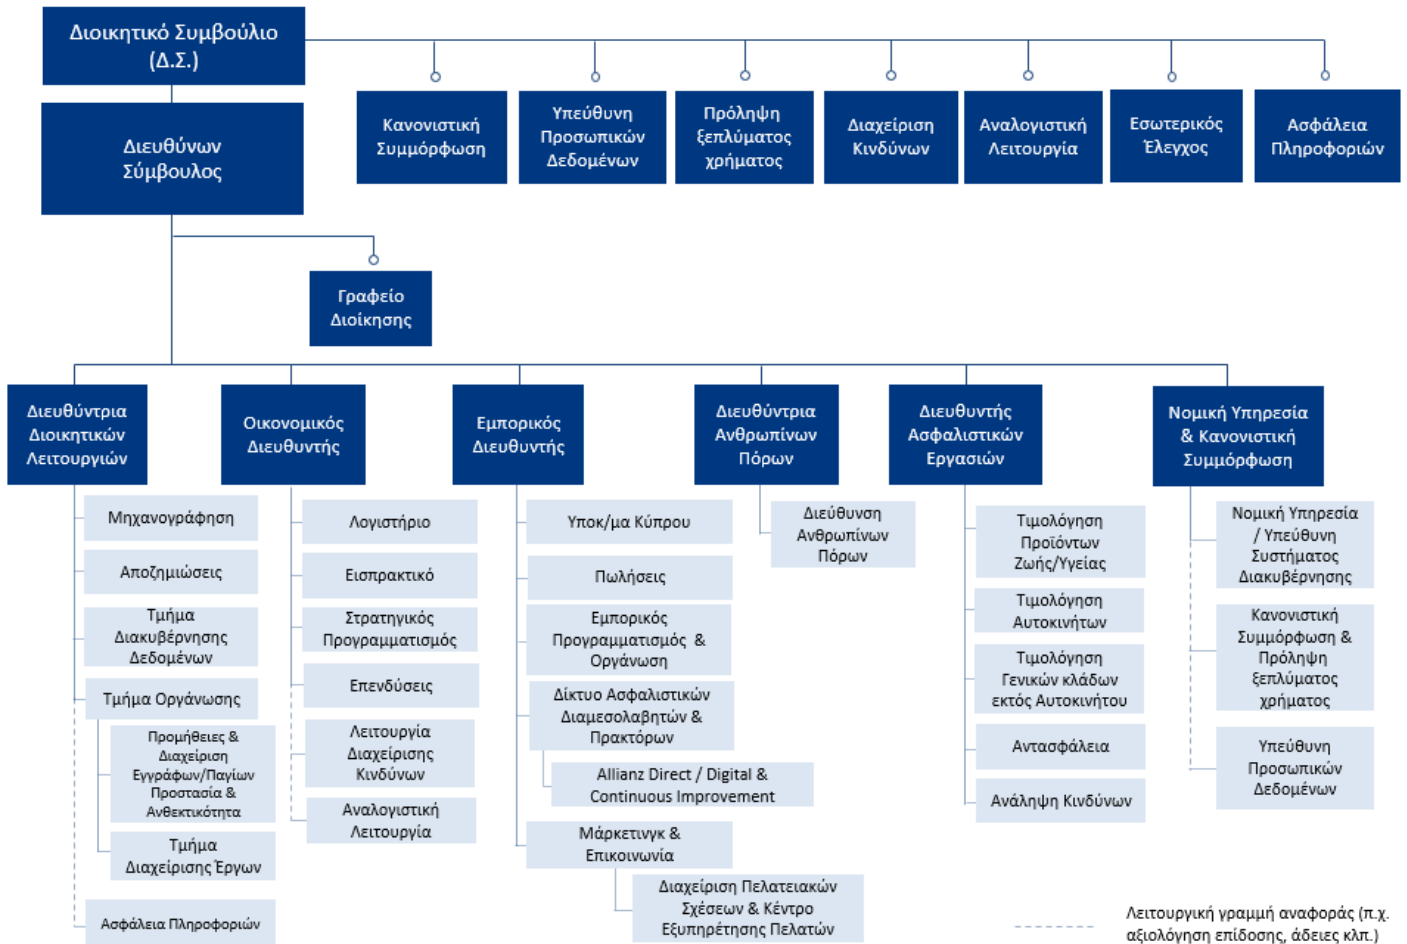 Διοικητικό Συμβούλιο
(Δ.Σ.)
Διευθύνων
Σύμβουλος
Κανονιστική
Συμμόρφωση
Υπεύθυνη
Προσωπικών
Δεδομένων
Πρόληψη
ξεπλύματος
χρήματος
Διαχείριση
Κινδύνων
Αναλογιστική
Λειτουργία
Εσωτερικός
Έλεγχος
Ασφάλεια
Πληροφοριών
Γραφείο
Διοίκησης
Διευθύντρια
Διοικητικών
Λειτουργιών
Μηχανογράφηση
Αποζημιώσεις
Τμήμα
Διακυβέρνησης
Δεδομένων
Τμήμα Οργάνωσης
Προμήθειες &
Διαχείριση
Εγγράφων/Παγίων
Προστασία &
Ανθεκτικότητα
Τμήμα
Διαχείρισης Έργων
Ασφάλεια Πληροφοριών
Οικονομικός
Διευθυντής
Λογιστήριο
Εισπρακτικό
Στρατηγικός
Προγραμματισμός
Επενδύσεις
Λειτουργία
Διαχείρισης
Κινδύνων
Αναλογιστική
Λειτουργία
Εμπορικός
Διευθυντής
Υποκ/μα Κύπρου
Πωλήσεις
Εμπορικός
Προγραμματισμός &
Οργάνωση
Δίκτυο Ασφαλιστικών
Διαμεσολαβητών &
Πρακτόρων
Allianz Direct / Digital &
Continuous Improvement
Μάρκετινγκ &
Επικοινωνία
Διαχείριση Πελατειακών
Σχέσεων & Κέντρο
Εξυπηρέτησης Πελατών
Διευθύντρια
Ανθρωπίνων
Πόρων
Διεύθυνση
Ανθρωπίνων
Πόρων
Διευθυντής
Ασφαλιστικών
Εργασιών
Τιμολόγηση
Προϊόντων
Ζωής/Υγείας
Τιμολόγηση
Αυτοκινήτων
Τιμολόγηση
Γενικών κλάδων
εκτός Αυτοκινήτου
Αντασφάλεια
Ανάληψη Κινδύνων
Νομική Υπηρεσία
& Κανονιστική
Συμμόρφωση
Νομική Υπηρεσία
/ Υπεύθυνη
Συστήματος
Διακυβέρνησης
Κανονιστική
Συμμόρφωση &
Πρόληψη
ξεπλύματος
χρήματος
Υπεύθυνη
Προσωπικών
Δεδομένων
Λειτουργική γραμμή αναφοράς (π.χ.
αξιολόγηση επίδοσης, άδειες κλπ.)